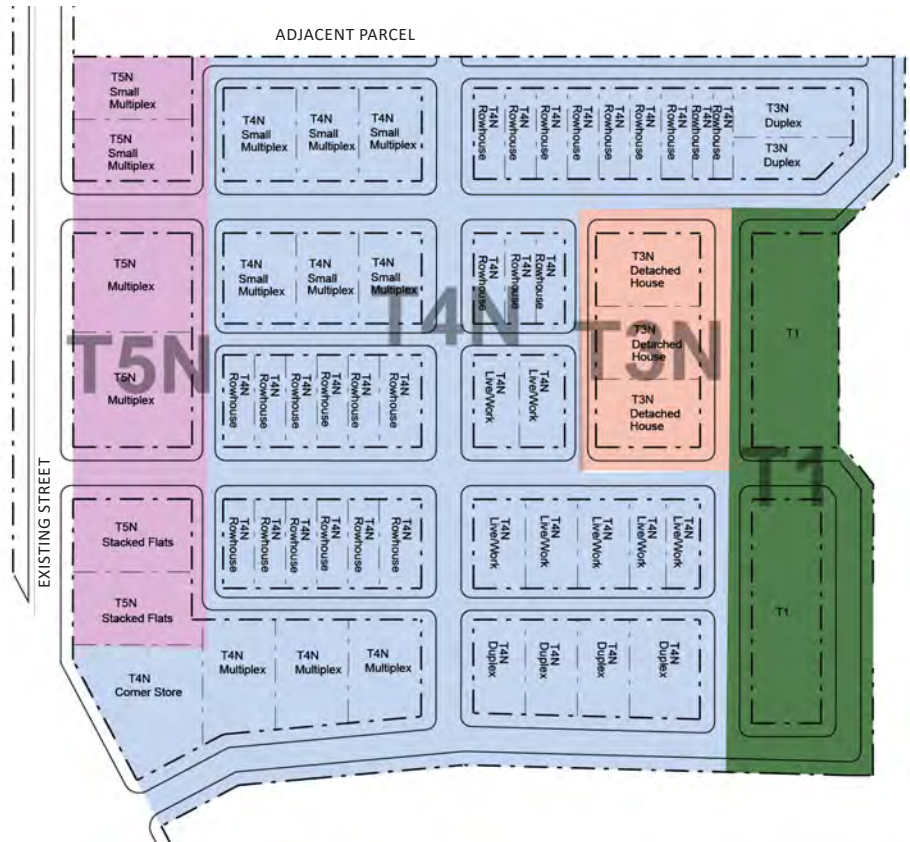 ADJACENT PARCEL
EXISTING STREET
T5N
Small
Multiplex
T5N
Small
Multiplex
T4N
Small
Multiplex
T4N
Small
Multiplex
T4N
Small
Multiplex
T4N
Rowhouse
T4N
Rowhouse
T4N
Rowhouse
T4N
Rowhouse
T4N
Rowhouse
T4N
Rowhouse
T4N
Rowhouse
T4N
Rowhouse
T4N
Rowhouse
T3N
Duplex
T3N
Duplex
T5N
Multiplex
T5N
Multiplex
T5N
T4N
Small
Multiplex
T4N
Small
Multiplex
T4N
Small
Multiplex
T4N
T4N
Rowhouse
T4N
Rowhouse
T4N
Rowhouse
T3N
Detached
House
T3N
Detached
House
T3N
Detached
House
T3N
T1
T1
T4N
Rowhouse
T4N
Rowhouse
T4N
Rowhouse
T4N
Rowhouse
T4N
Rowhouse
T4N
Rowhouse
T4N
Live/Work
T4N
Live/Work
T5N
Stacked Flats
T5N
Stacked Flats
T4N
Rowhouse
T4N
Rowhouse
T4N
Rowhouse
T4N
Rowhouse
T4N
Rowhouse
T4N
Rowhouse
T4N
Live/Work
T4N
Live/Work
T4N
Live/Work
T4N
Live/Work
T4N
Live/Work
T1
T4N
Corner Store
T4N
Multiplex
T4N
Multiplex
T4N
Multiplex
T4N
Duplex
T4N
Duplex
T4N
Duplex
T4N
Duplex